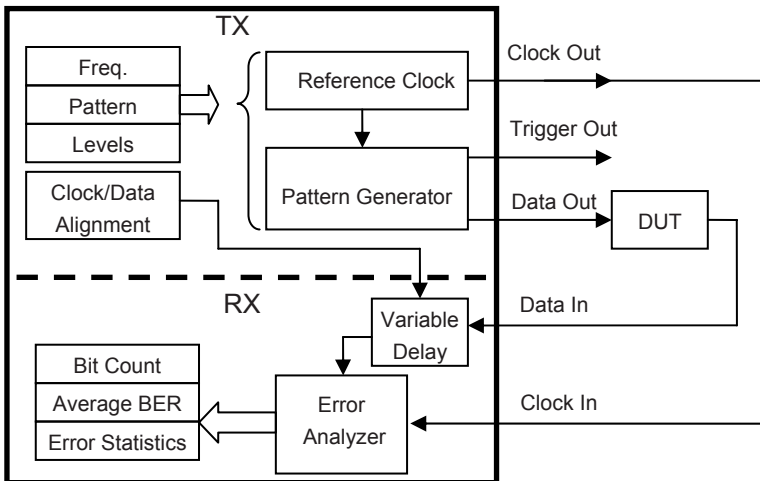 TX
Freq.
Pattern
Levels
Clock/Data
Alignment
Reference Clock
Pattern Generator
Clock Out
Trigger Out
Data Out
DUT
RX
Variable
Delay
Data In
Bit Count
Average BER
Error Statistics
Error
Analyzer
Clock In